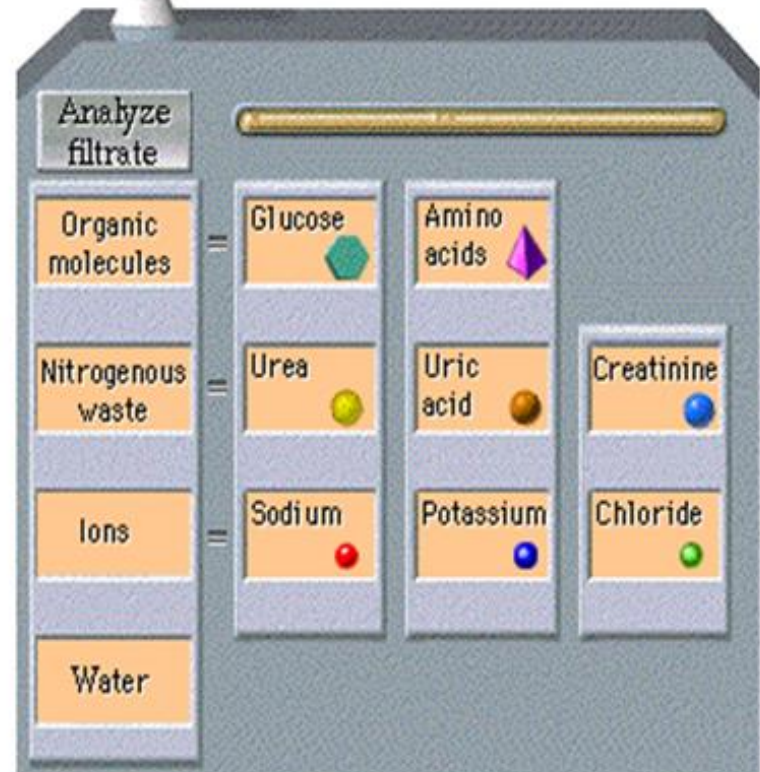 Analyze
filtrate
Organic
molecules
=
Glucose
Amino
acids
Nitrogenous
waste
=
Urea
Uric
acid
Creatinine
Ions
=
Sodium
Potassium
Chloride
Water